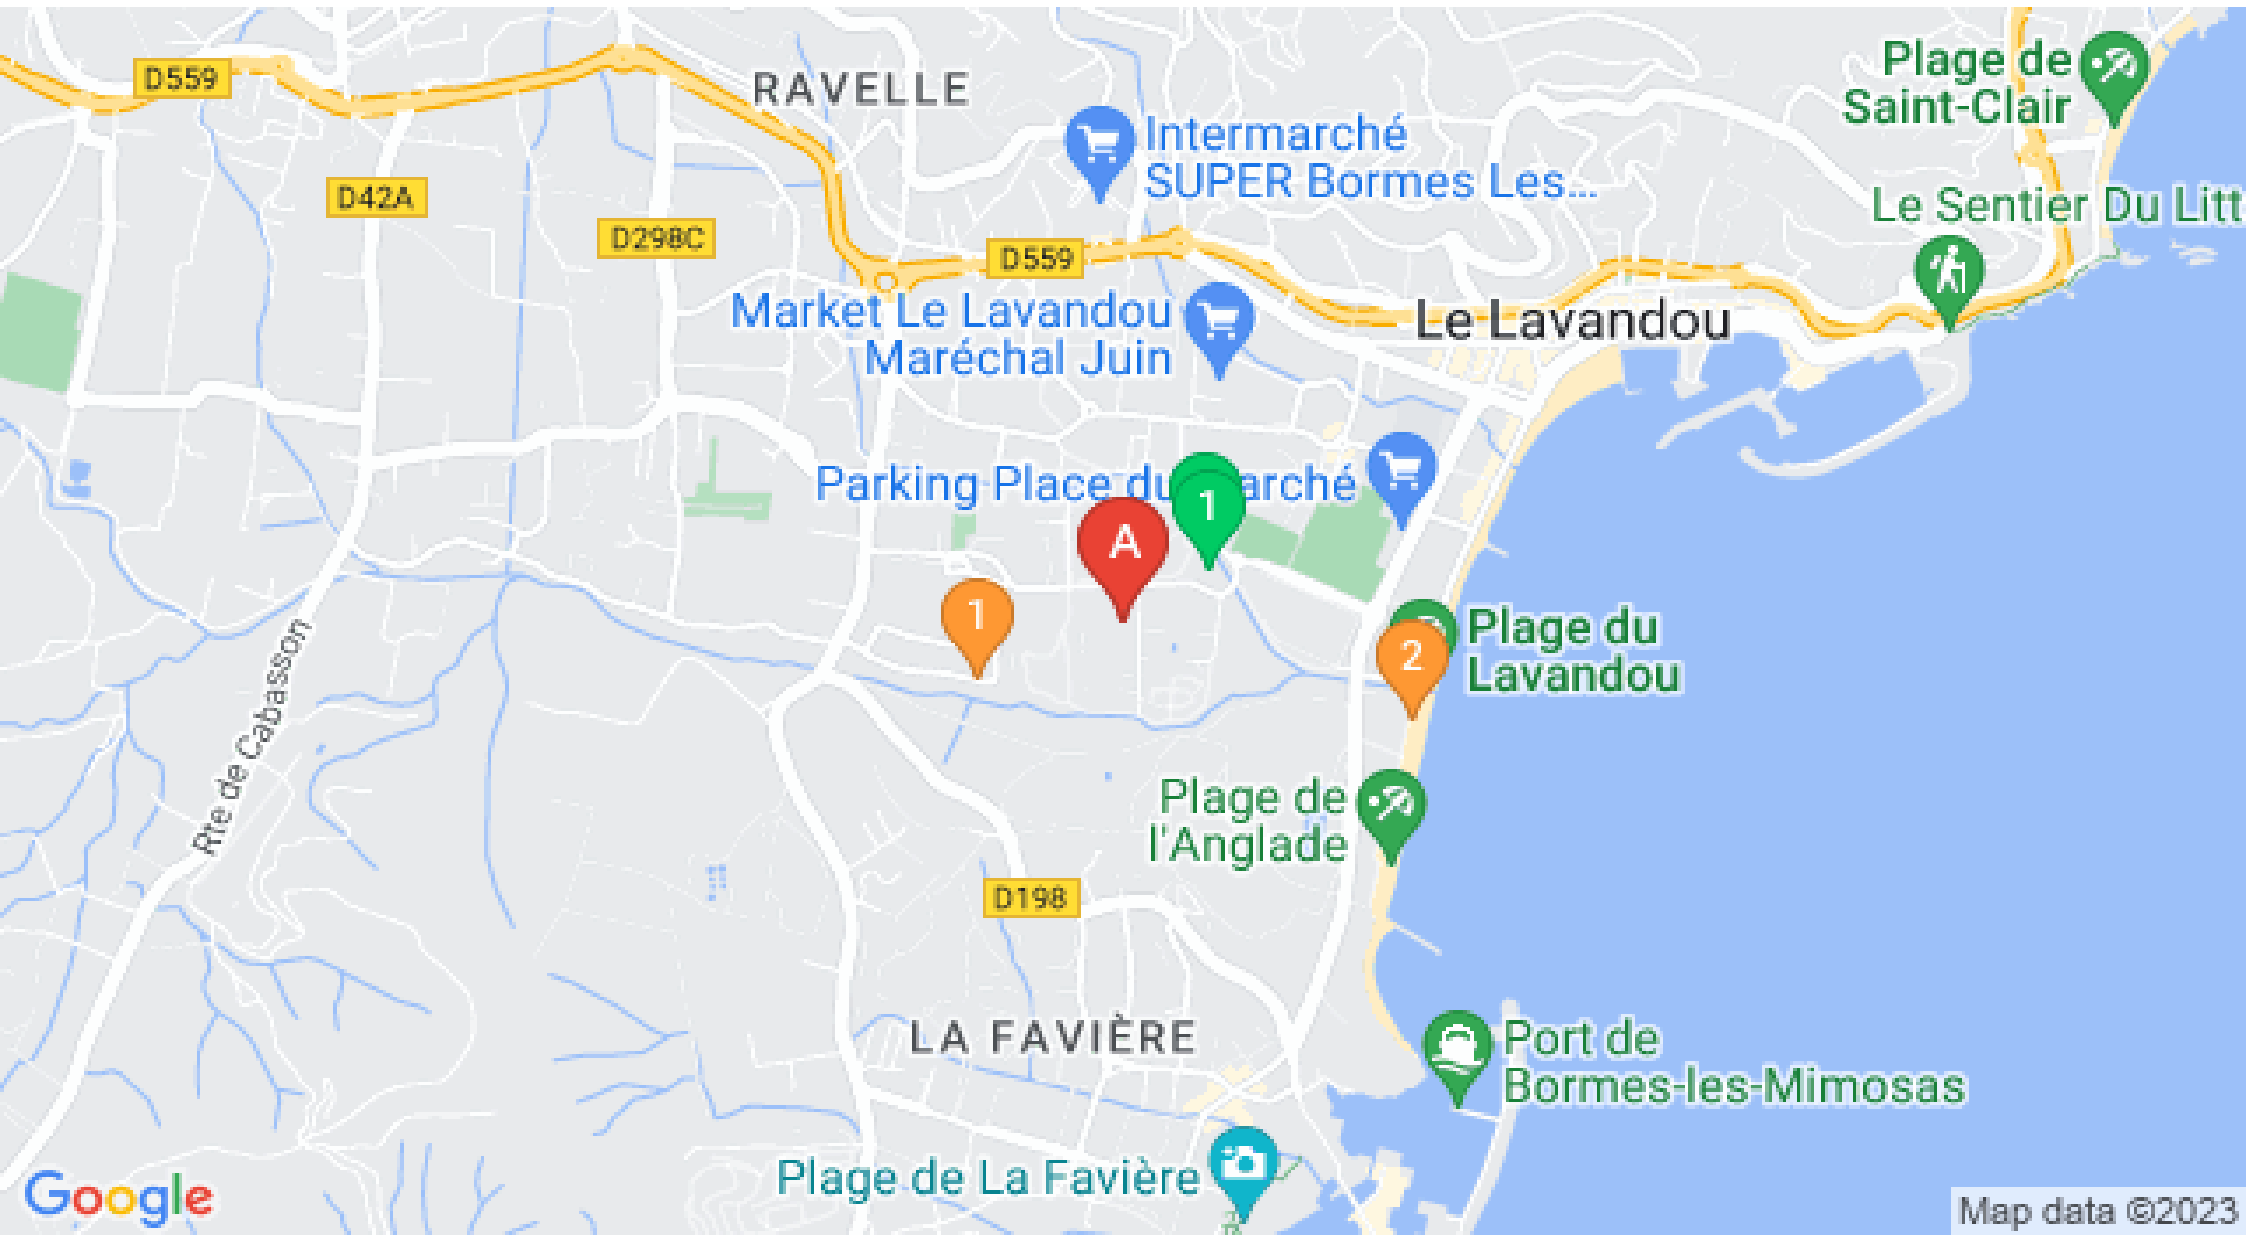 Plage de
Saint-Clair
D559
RAVELLE
Intermarché
SUPER Bormes Les...
D42A
Le Sentier Du Litt
D298C
D559
Market Le Lavandou
Maréchal Juin
Le Lavandou
Parking Place du
arché
1
A
1
2
Plage du
Lavandou
Rte de Cabasson
Plage de
l'Anglade
D198
LA FAVIÈRE
Port de
Bormes-les-Mimosas
Plage de La Favière
Google
Map data ©2023